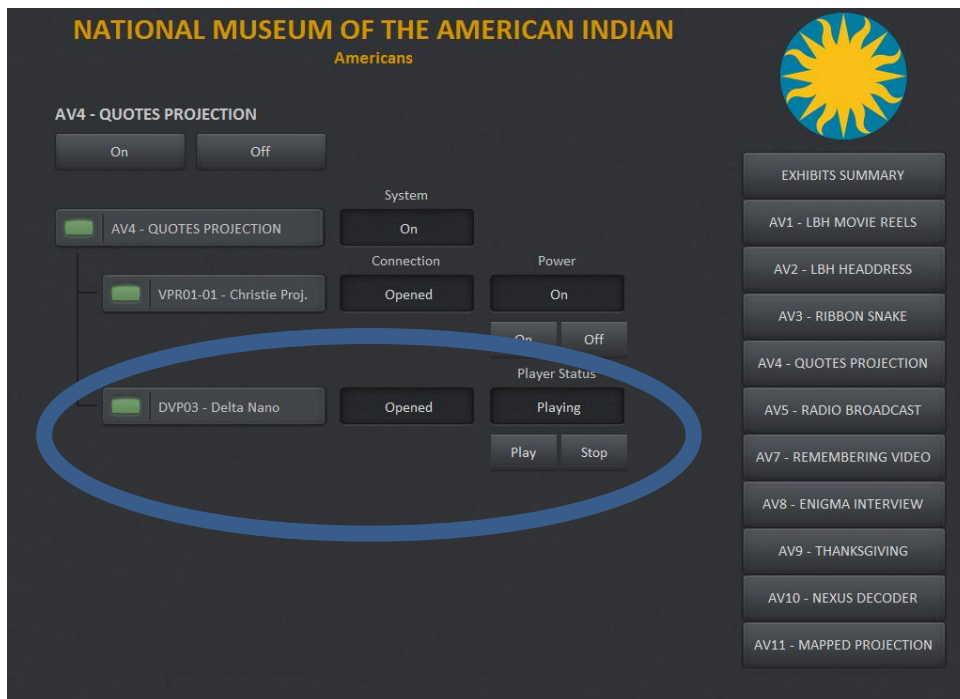 NATIONAL MUSEUM OF THE AMERICAN INDIAN
Americans
AV4 - QUOTES PROJECTION
On Off
System
AV4 - QUOTES PROJECTION On
Connection Power
VPR01-01 - Christie Proj. Opened On
On Off
Player Status
DVP03 - Delta Nano Opened Playing
Play Stop
EXHIBITS SUMMARY
AV1 - LBH MOVIE REELS
AV2 - LBH HEADDRESS
AV3 - RIBBON SNAKE
AV4 - QUOTES PROJECTION
AV5 - RADIO BROADCAST
AV7 - REMEMBERING VIDEO
AV8 - ENIGMA INTERVIEW
AV9 - THANKSGIVING
AV10 - NEXUS DECODER
AV11 - MAPPED PROJECTION